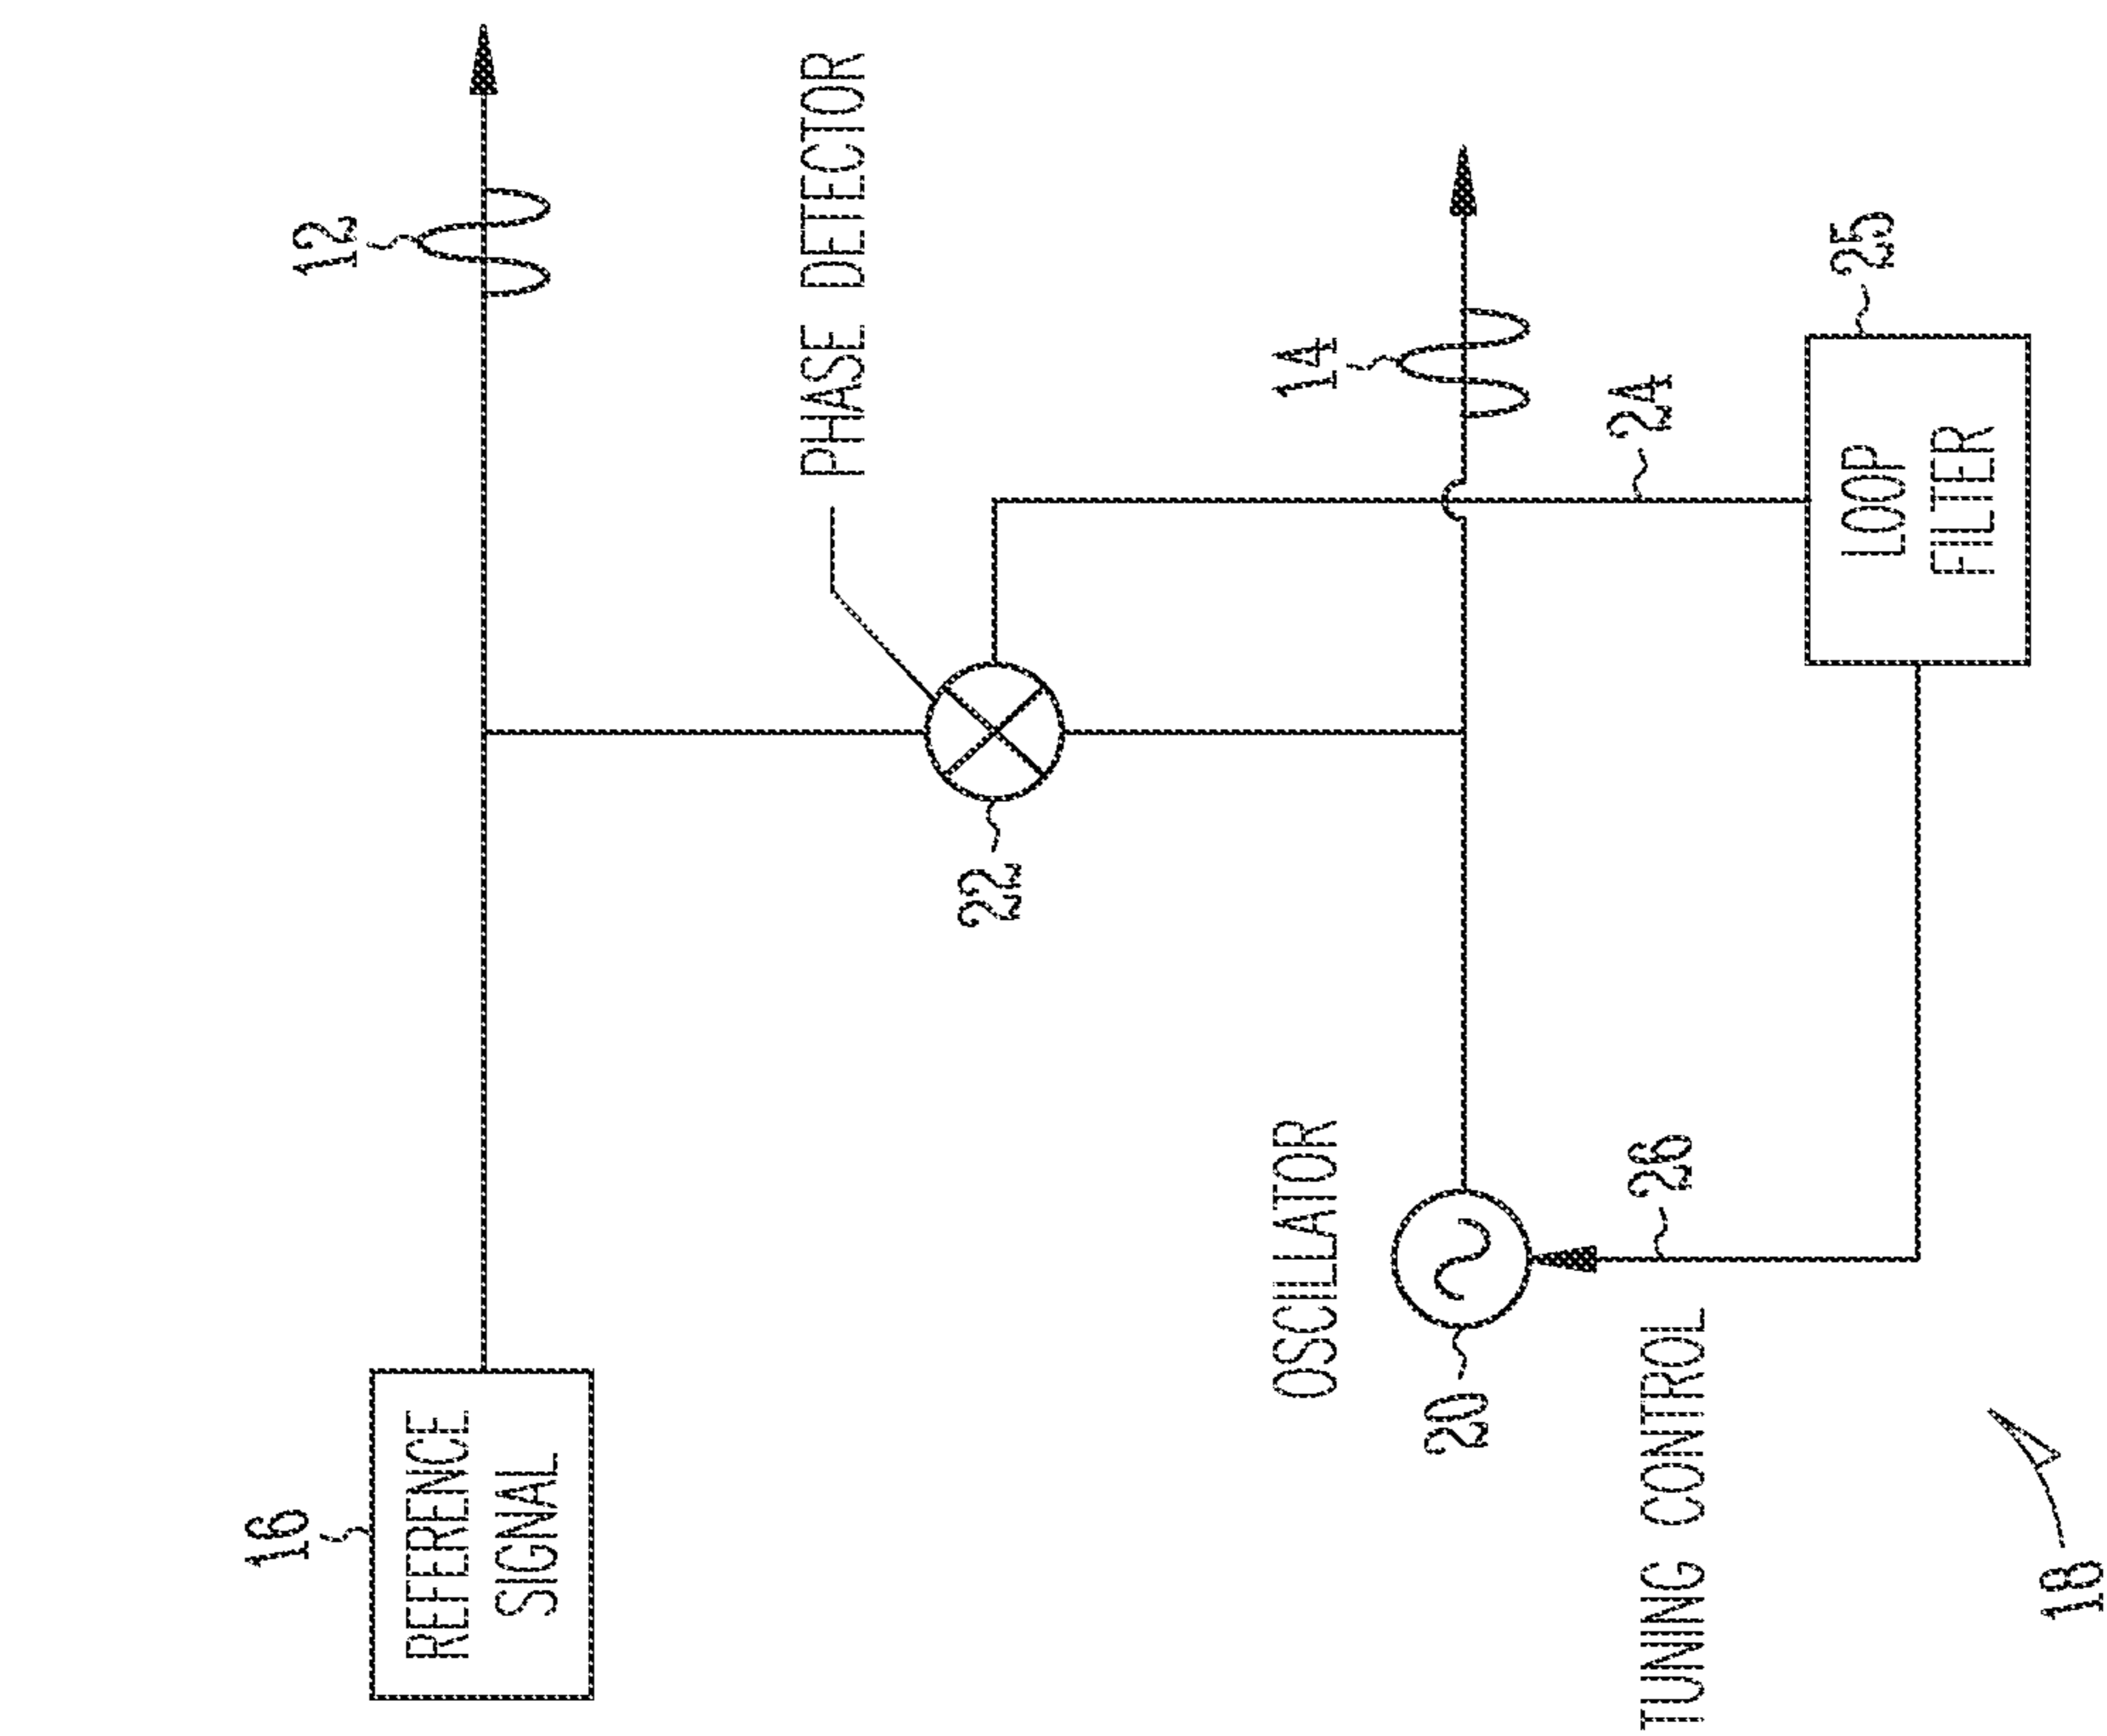 16
REFERENCE
SIGNAL
12
PHASE DETECTOR
22
OSCILLATOR
14
20
TUNING CONTROL
26
24
25
LOOP
FILTER
18